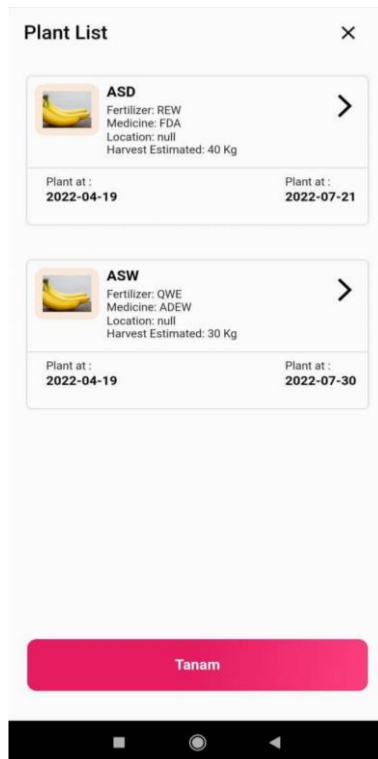 Plant List
ASD
Fertilizer: REW
Medicine: FDA
Location: null
Harvest Estimated: 40 Kg
Plant at : Plant at :
2022-04-19 2022-07-21
ASW
Fertilizer: QWE
Medicine: ADEW
Location: null
Harvest Estimated: 30 Kg
Plant at : Plant at :
2022-04-19 2022-07-30
Tanam